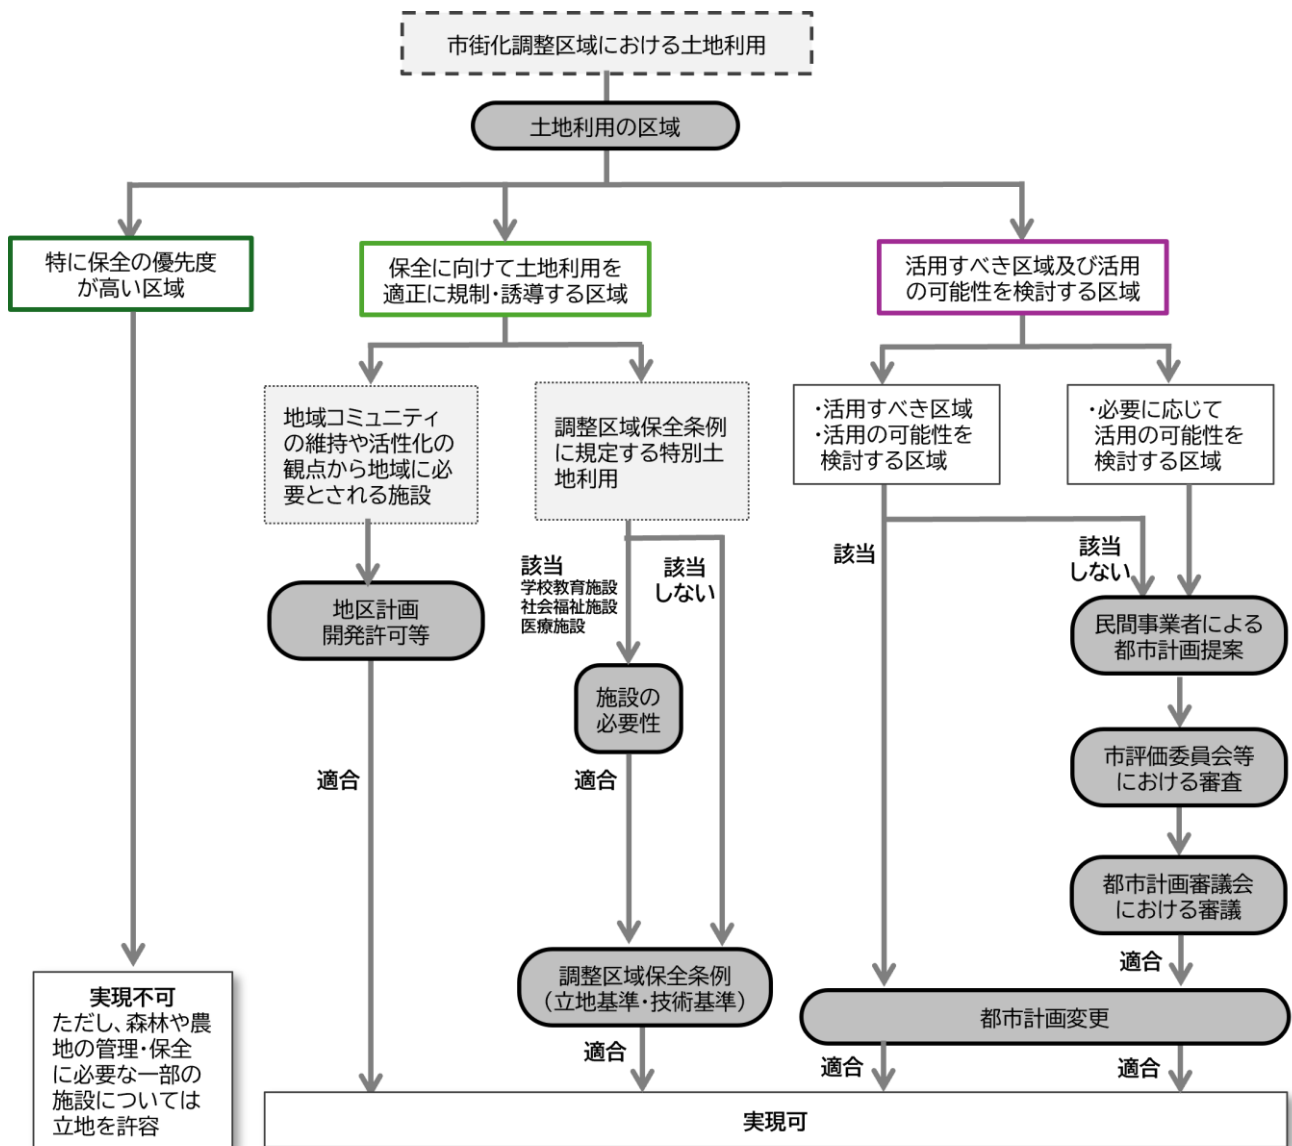 市街化調整区域における土地利用
土地利用の区域
特に保全の優先度
が高い区域
保全に向けて土地利用を
適正に規制・誘導する区域
活用すべき区域及び活用
の可能性を検討する区域
地域コミュニティ
の維持や活性化の
観点から地域に必
要とされる施設
調整区域保全条例
に規定する特別土
地利用
・活用すべき区域
・活用の可能性を
検討する区域
・必要に応じて
活用の可能性を
検討する区域
該当
学校教育施設
社会福祉施設
医療施設
該当
しない
該当
該当
しない
地区計画
開発許可等
民間事業者による
都市計画提案
施設の
必要性
市評価委員会等
における審査
適合
適合
都市計画審議会
における審議
適合
調整区域保全条例
（立地基準・技術基準）
都市計画変更
適合
適合
適合
実現不可
ただし、森林や農
地の管理・保全
に必要な一部の
施設については
立地を許容
実現可